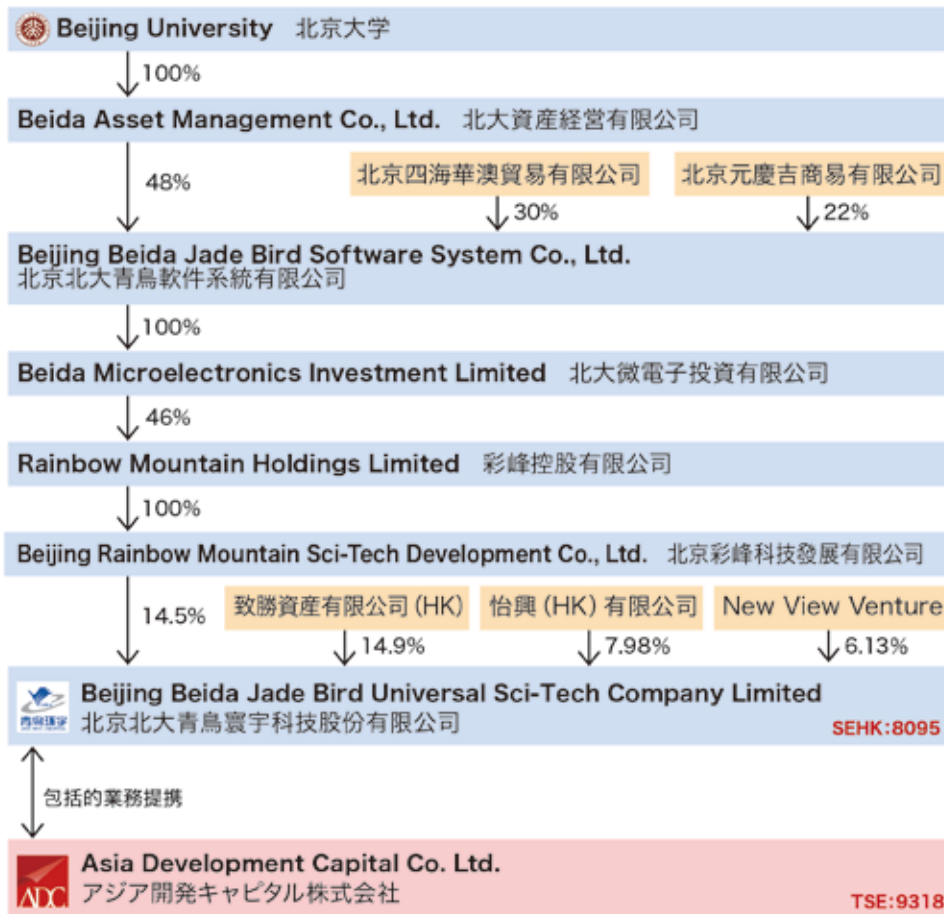 Beijing University 北京大学
100%
Beida Asset Management Co., Ltd. 北大資産経営有限公司
48%
北京四海華澳貿易有限公司
30%
北京元慶吉商易有限公司
22%
Beijing Beida Jade Bird Software System Co., Ltd.
北京北大青鳥軟件系統有限公司
100%
Beida Microelectronics Investment Limited 北大微電子投資有限公司
46%
Rainbow Mountain Holdings Limited 彩峰控股有限公司
100%
Beijing Rainbow Mountain Sci-Tech Development Co., Ltd. 北京彩峰科技發展有限公司
14.5%
致勝資産有限公司(HK)
14.9%
怡興(HK)有限公司
7.98%
New View Venture
6.13%
Beijing Beida Jade Bird Universal Sci-Tech Company Limited
北京北大青鳥寰宇科技股份有限公司
SEHK:8095
包括的業務提携
ADC
Asia Development Capital Co. Ltd.
アジア開発キャピタル株式会社
TSE:9318